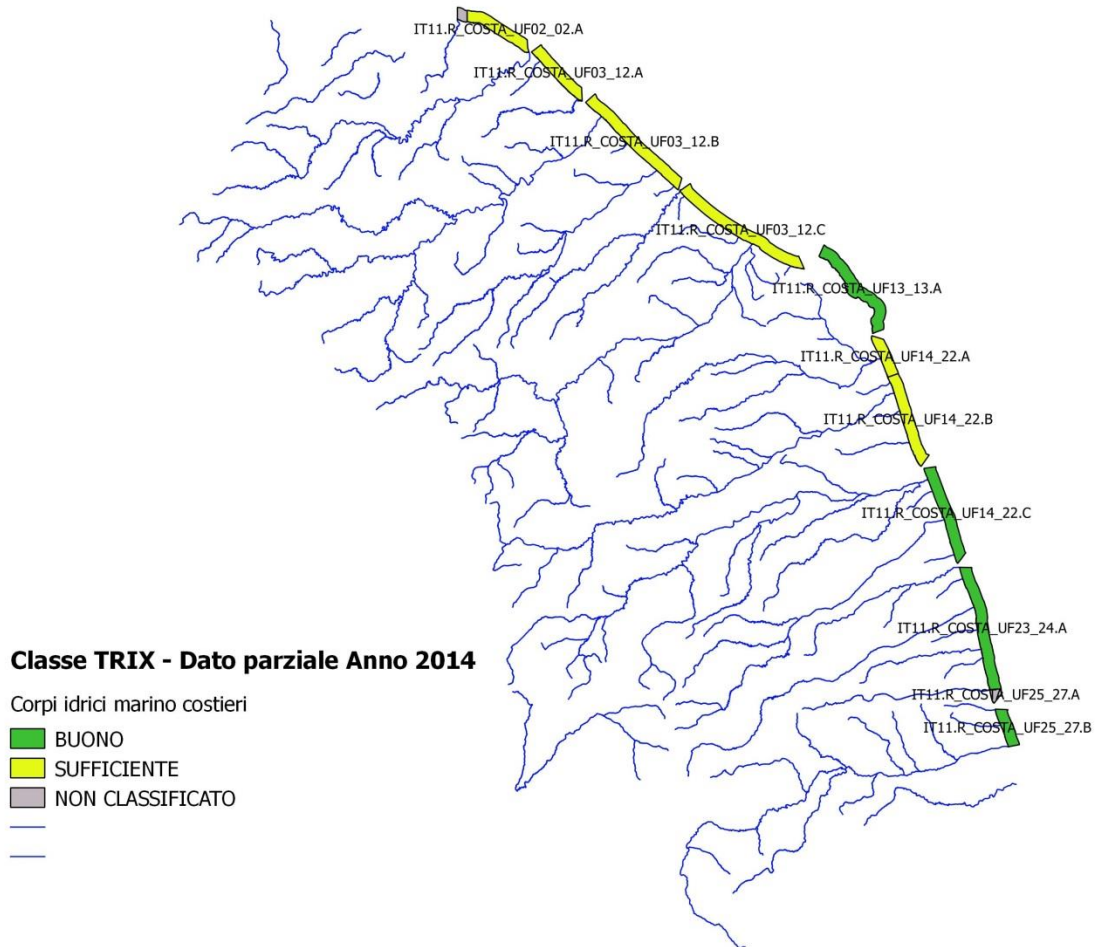 IT11.R_COSTA_UF02_02.A
IT11.R_COSTA_UF03_12.A
IT11.R_COSTA_UF03_12.B
IT11.R_COSTA_UF03_12.C
IT11.R_COSTA_UF13_13.A
IT11.R_COSTA_UF14_22.A
IT11.R_COSTA_UF14_22.B
IT11.R_COSTA_UF14_22.C
IT11.R_COSTA_UF23_24.A
IT11.R_COSTA_UF25_27.A
IT11.R_COSTA_UF25_27.B
Classe TRIX - Dato parziale Anno 2014
Corpi idrici marino costieri
BUONO
SUFFICIENTE
NON CLASSIFICATO